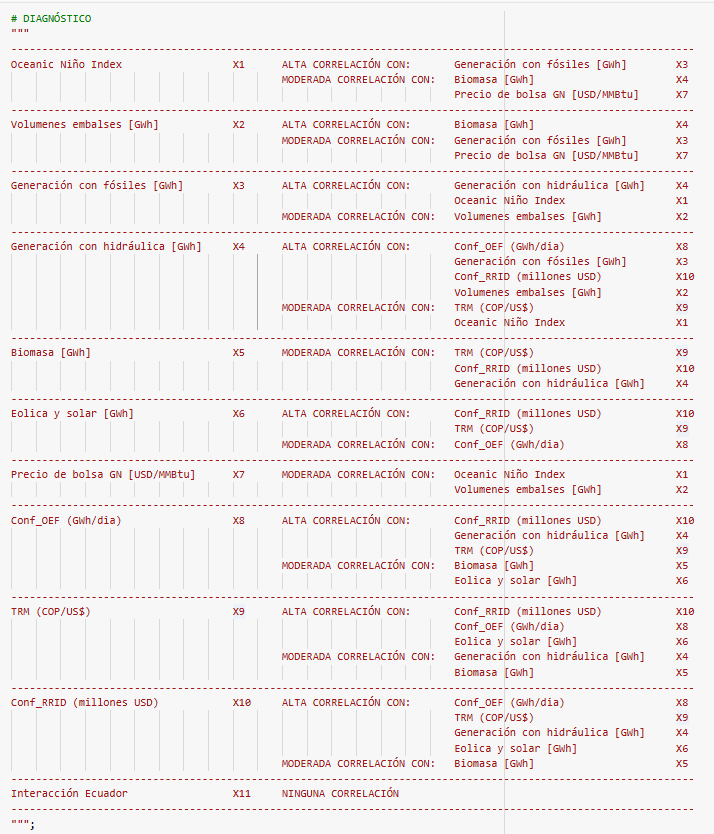 # DIAGNÓSTICO
"""
--------------------------------------------------------------------------------------------------------------
Oceanic Niño Index X1 ALTA CORRELACIÓN CON: Generación con fósiles [GWh] X3
MODERADA CORRELACIÓN CON: Biomasa [GWh] X4
Precio de bolsa GN [USD/MMBtu] X7
--------------------------------------------------------------------------------------------------------------
Volumenes embalses [GWh] X2 ALTA CORRELACIÓN CON: Biomasa [GWh] X4
MODERADA CORRELACIÓN CON: Generación con fósiles [GWh] X3
Precio de bolsa GN [USD/MMBtu] X7
--------------------------------------------------------------------------------------------------------------
Generación con fósiles [GWh] X3 ALTA CORRELACIÓN CON: Generación con hidráulica [GWh] X4
Oceanic Niño Index X1
MODERADA CORRELACIÓN CON: Volumenes embalses [GWh] X2
--------------------------------------------------------------------------------------------------------------
Generación con hidráulica [GWh] X4 ALTA CORRELACIÓN CON: Conf_OEF (GWh/dia) X8
Generación con fósiles [GWh] X3
Conf_RRID (millones USD) X10
Volumenes embalses [GWh] X2
MODERADA CORRELACIÓN CON: TRM (COP/US$) X9
Oceanic Niño Index X1
--------------------------------------------------------------------------------------------------------------
Biomasa [GWh] X5 MODERADA CORRELACIÓN CON: TRM (COP/US$) X9
Conf_RRID (millones USD) X10
Generación con hidráulica [GWh] X4
--------------------------------------------------------------------------------------------------------------
Eolica y solar [GWh] X6 ALTA CORRELACIÓN CON: Conf_RRID (millones USD) X10
TRM (COP/US$) X9
MODERADA CORRELACIÓN CON: Conf_OEF (GWh/dia) X8
--------------------------------------------------------------------------------------------------------------
Precio de bolsa GN [USD/MMBtu] X7 MODERADA CORRELACIÓN CON: Oceanic Niño Index X1
Volumenes embalses [GWh] X2
--------------------------------------------------------------------------------------------------------------
Conf_OEF (GWh/dia) X8 ALTA CORRELACIÓN CON: Conf_RRID (millones USD) X10
Generación con hidráulica [GWh] X4
TRM (COP/US$) X9
MODERADA CORRELACIÓN CON: Biomasa [GWh] X5
Eolica y solar [GWh] X6
--------------------------------------------------------------------------------------------------------------
TRM (COP/US$) X9 ALTA CORRELACIÓN CON: Conf_RRID (millones USD) X10
Conf_OEF (GWh/dia) X8
Eolica y solar [GWh] X6
MODERADA CORRELACIÓN CON: Generación con hidráulica [GWh] X4
Biomasa [GWh] X5
--------------------------------------------------------------------------------------------------------------
Conf_RRID (millones USD) X10 ALTA CORRELACIÓN CON: Conf_OEF (GWh/dia) X8
TRM (COP/US$) X9
Generación con hidráulica [GWh] X4
Eolica y solar [GWh] X6
MODERADA CORRELACIÓN CON: Biomasa [GWh] X5
--------------------------------------------------------------------------------------------------------------
Interacción Ecuador X11 NINGUNA CORRELACIÓN
--------------------------------------------------------------------------------------------------------------
""";